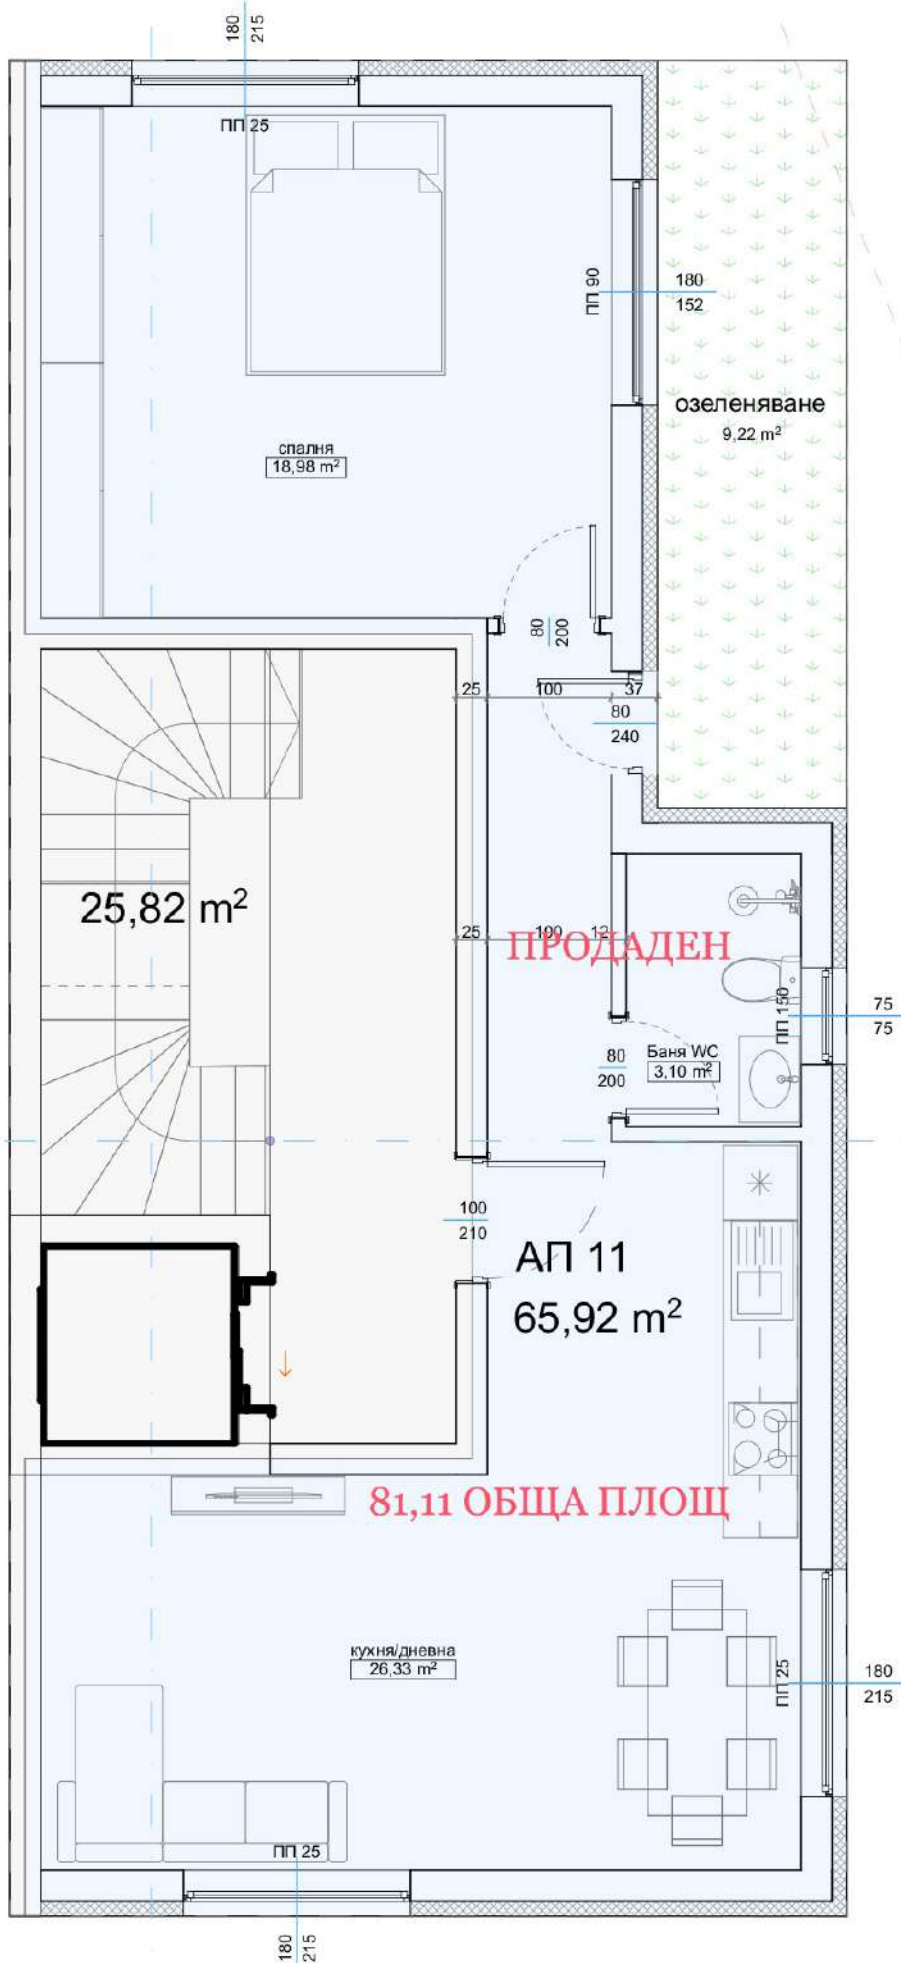 180
215
ПП 25
ПП 90
180
152
озеленяване
9,22 m²
спалня
18,98 m²
80
200
25 100 37
80
240
25,82 m²
25 100 12
ПРОДАДЕН
ПП 150
75
75
Баня WC
3,10 m²
80
200
100
210
АП 11
65,92 m²
81,11 ОБЩА ПЛОЩ
кухня/дневна
26,33 m²
ПП 25
180
215
ПП 25
180
215